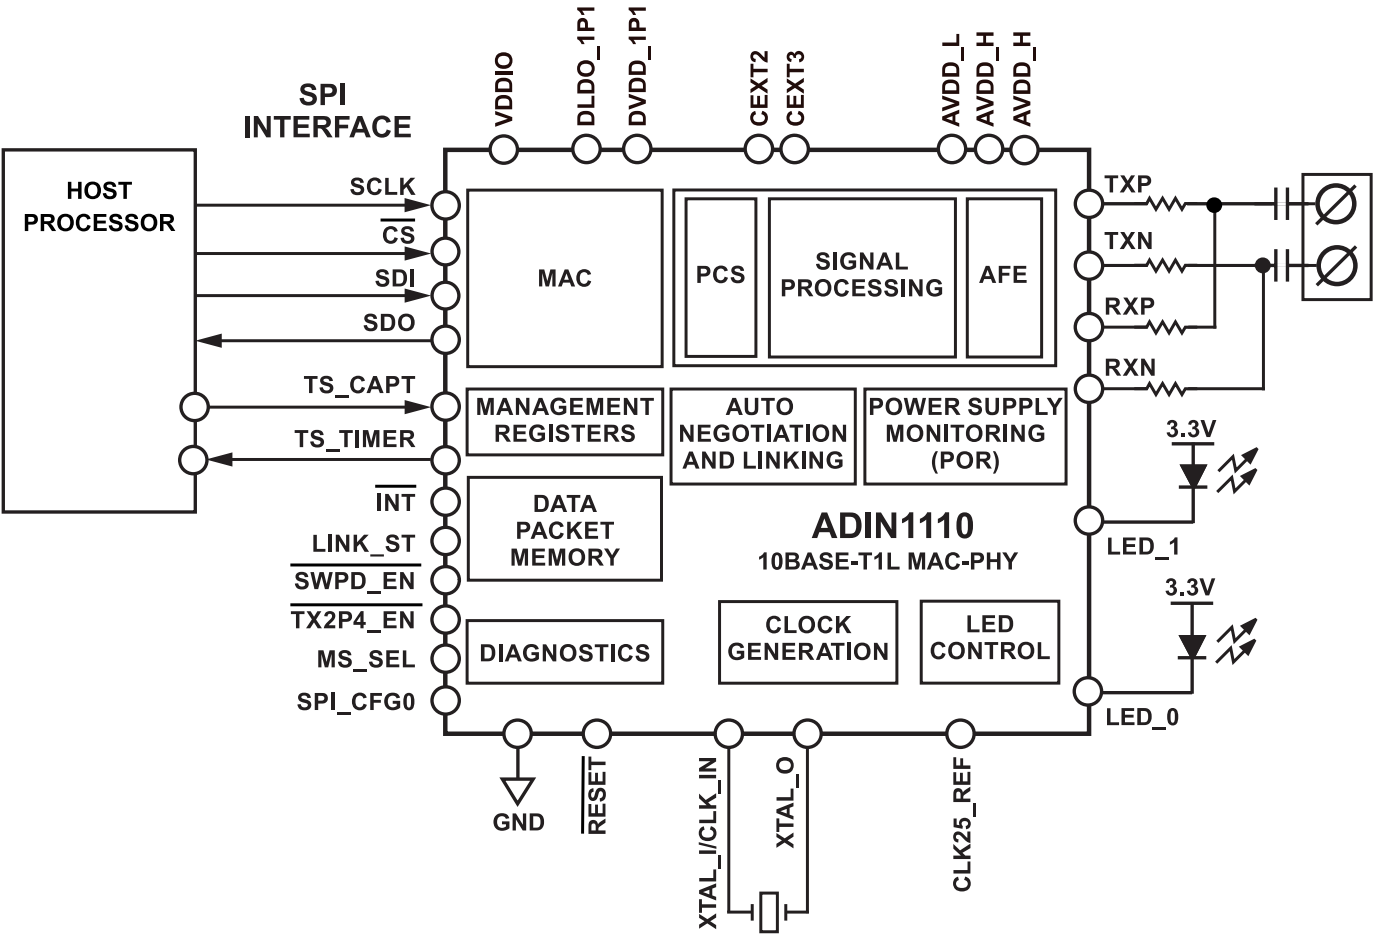 VDDIO
DLDO_1P1
DVDD_1P1
CEXT2
CEXT3
AVDD_L
AVDD_H
AVDD_H
SPI
INTERFACE
HOST
PROCESSOR
SCLK
CS
SDI
SDO
TS_CAPT
TS_TIMER
INT
LINK_ST
SWPD_EN
TX2P4_EN
MS_SEL
SPI_CFG0
MAC
PCS
SIGNAL
PROCESSING
AFE
MANAGEMENT
REGISTERS
AUTO
NEGOTIATION
AND LINKING
POWER SUPPLY
MONITORING
(POR)
DATA
PACKET
MEMORY
ADIN1110
10BASE-T1L MAC-PHY
DIAGNOSTICS
CLOCK
GENERATION
LED
CONTROL
TXP
TXN
RXP
RXN
3.3V
LED_1
3.3V
LED_0
GND
RESET
XTAL_I/CLK_IN
XTAL_O
CLK25_REF